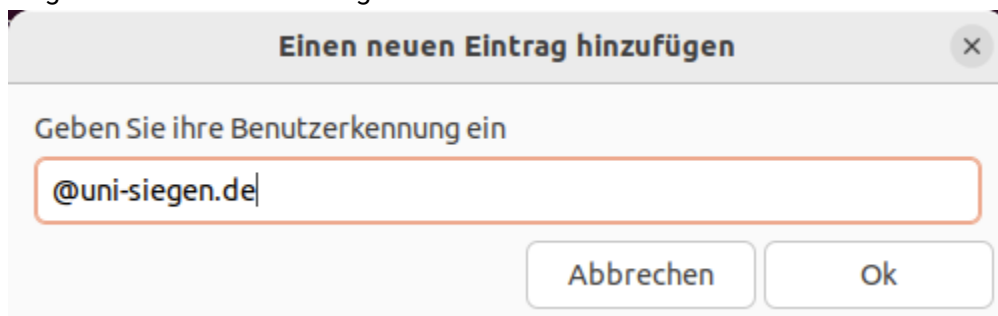 Einen neuen Eintrag hinzufügen
Geben Sie ihre Benutzerkennung ein
@uni-siegen.de
Abbrechen Ok